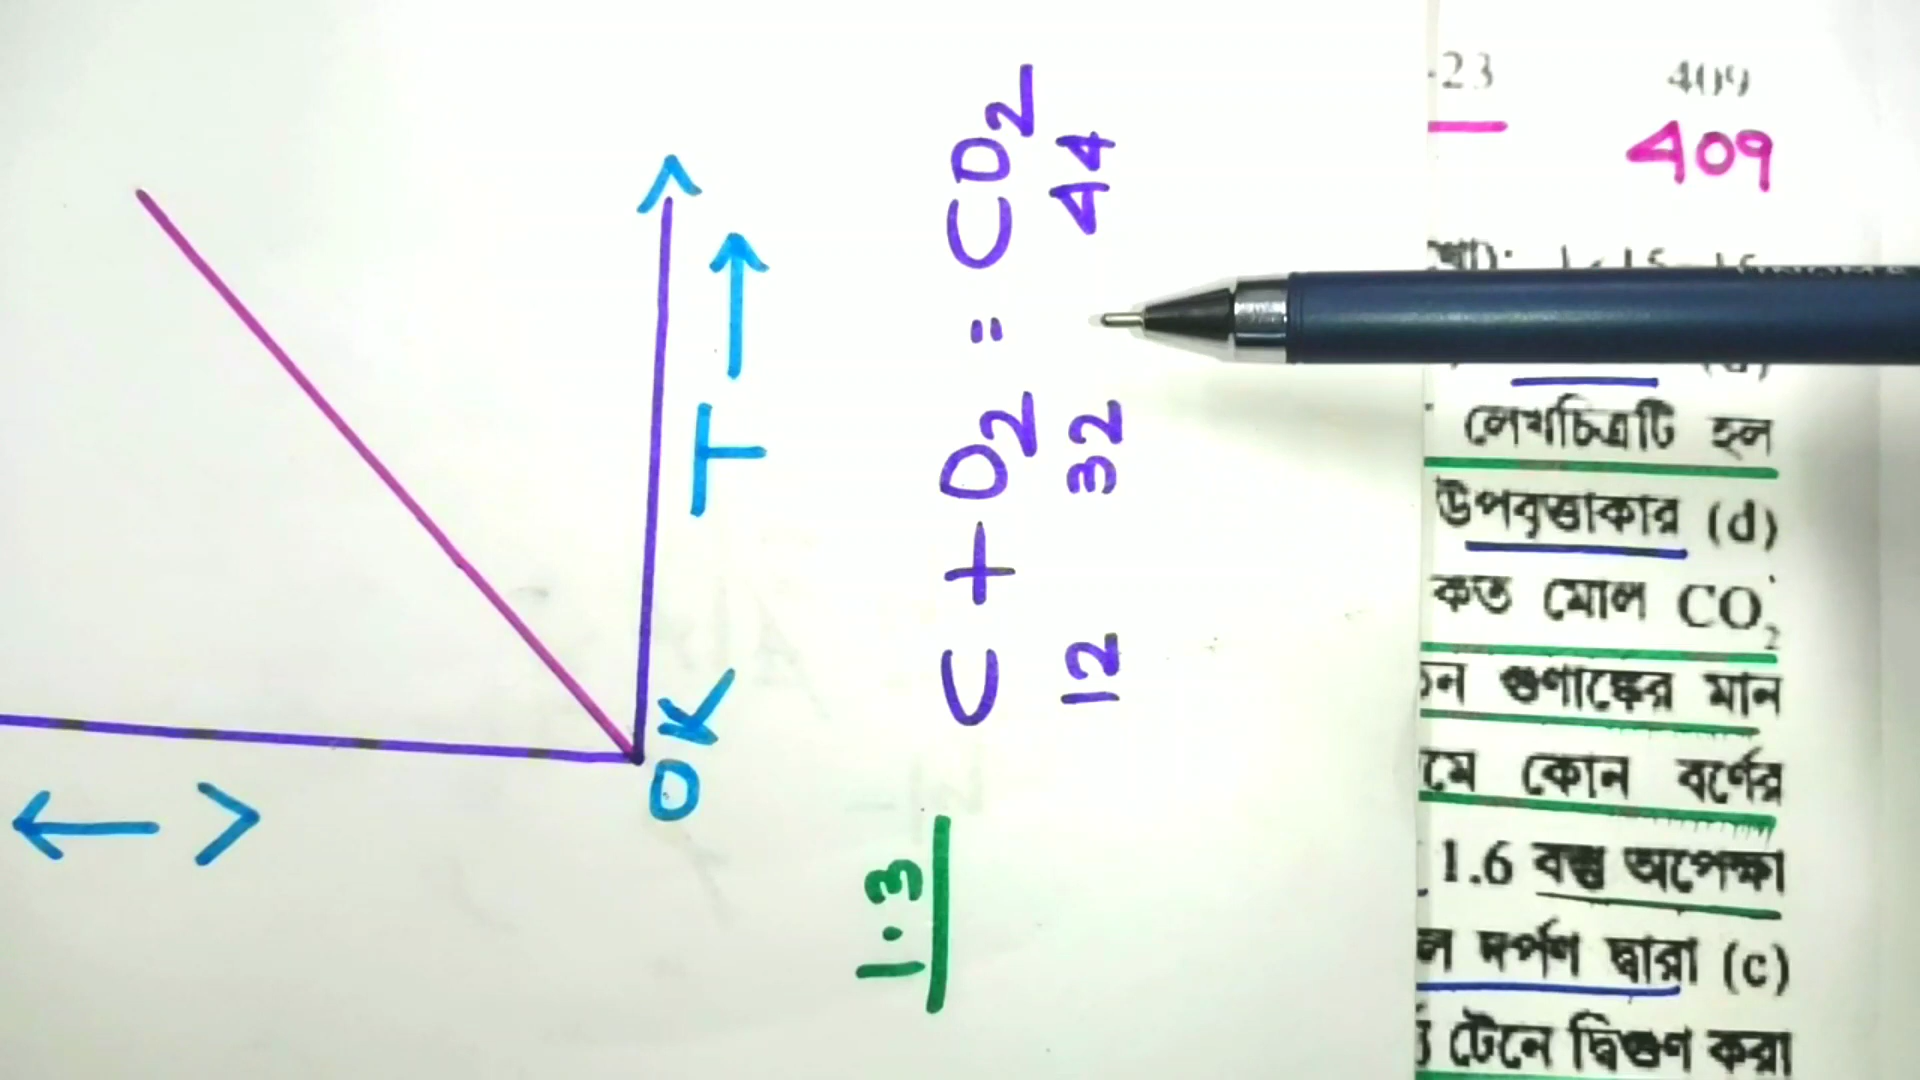 V
T
OK
1.3
C + O2 = CO2
12 32 44
-23 409
409
লেখচিত্রটি হল
উপবৃত্তাকার (d)
কত মোল CO2
গুণাঙ্কের মান
কোন বর্ণের
1.6 বস্তু অপেক্ষা
দর্পণ দ্বারা (c)
টেনে দ্বিগুণ করা